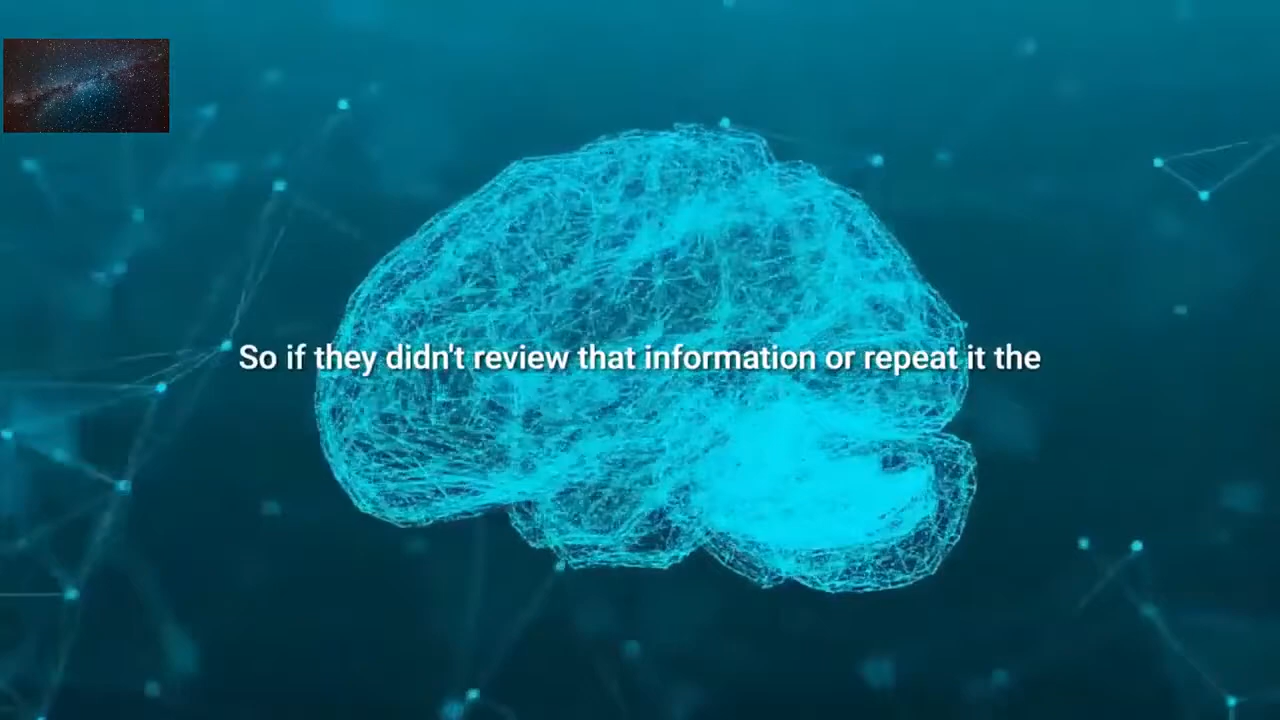 So if they didn't review that information or repeat it the